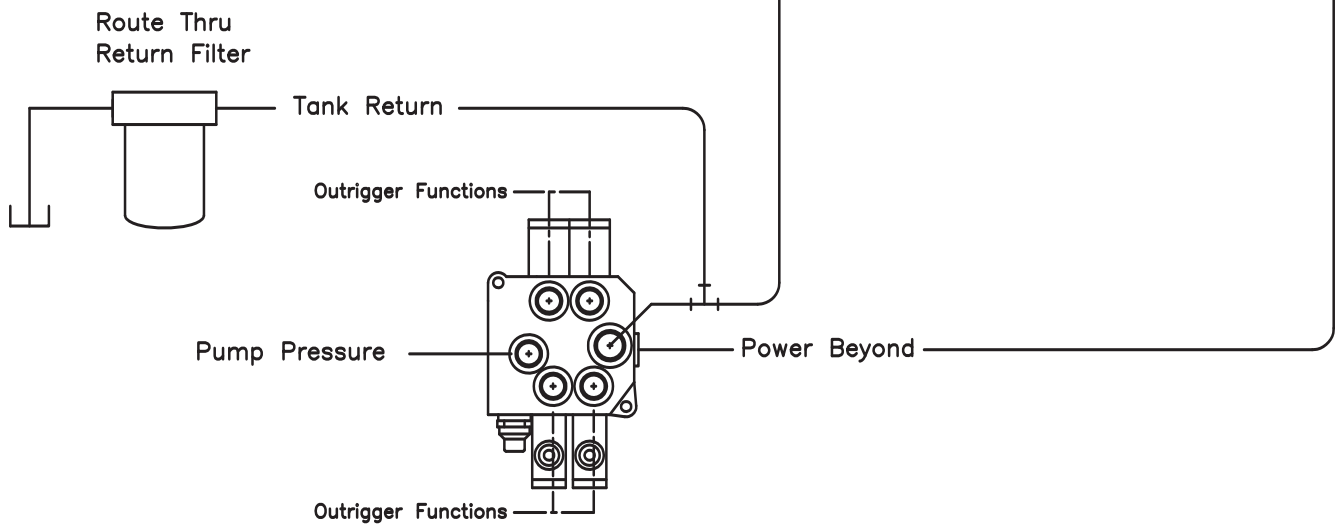 Route Thru
Return Filter
Tank Return
Outrigger Functions
Pump Pressure
Power Beyond
Outrigger Functions